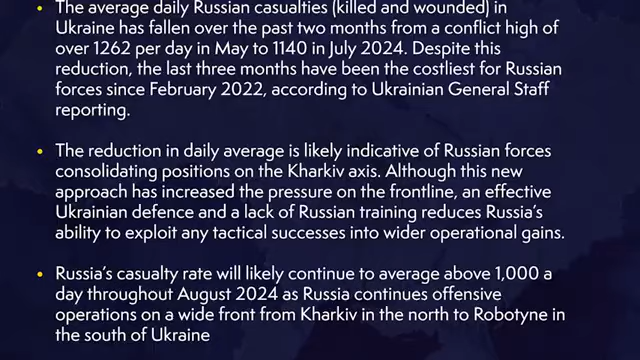 • The average daily Russian casualties (killed and wounded) in
Ukraine has fallen over the past two months from a conflict high of
over 1262 per day in May to 1140 in July 2024. Despite this
reduction, the last three months have been the costliest for Russian
forces since February 2022, according to Ukrainian General Staff
reporting.
• The reduction in daily average is likely indicative of Russian forces
consolidating positions on the Kharkiv axis. Although this new
approach has increased the pressure on the frontline, an effective
Ukrainian defence and a lack of Russian training reduces Russia's
ability to exploit any tactical successes into wider operational gains.
• Russia's casualty rate will likely continue to average above 1,000 a
day throughout August 2024 as Russia continues offensive
operations on a wide front from Kharkiv in the north to Robotyne in
the south of Ukraine